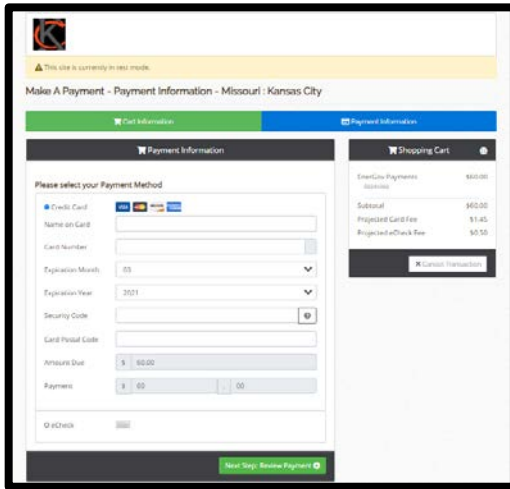 KC
This site is currently in test mode.
Make A Payment - Payment Information - Missouri : Kansas City
Cart Information
Payment Information
Payment Information
Please select your Payment Method
Credit Card
VISA
Name on Card
Card Number
Expiration Month 03
Expiration Year 2021
Security Code
Card Postal Code
Amount Due $ 60.00
Payment $ 60 . 00
eCheck
Next Step: Review Payment
Shopping Cart
EnerGov Payments $60.00
Subtotal $60.00
Projected Card Fee $1.45
Projected eCheck Fee $0.50
Cancel Transaction